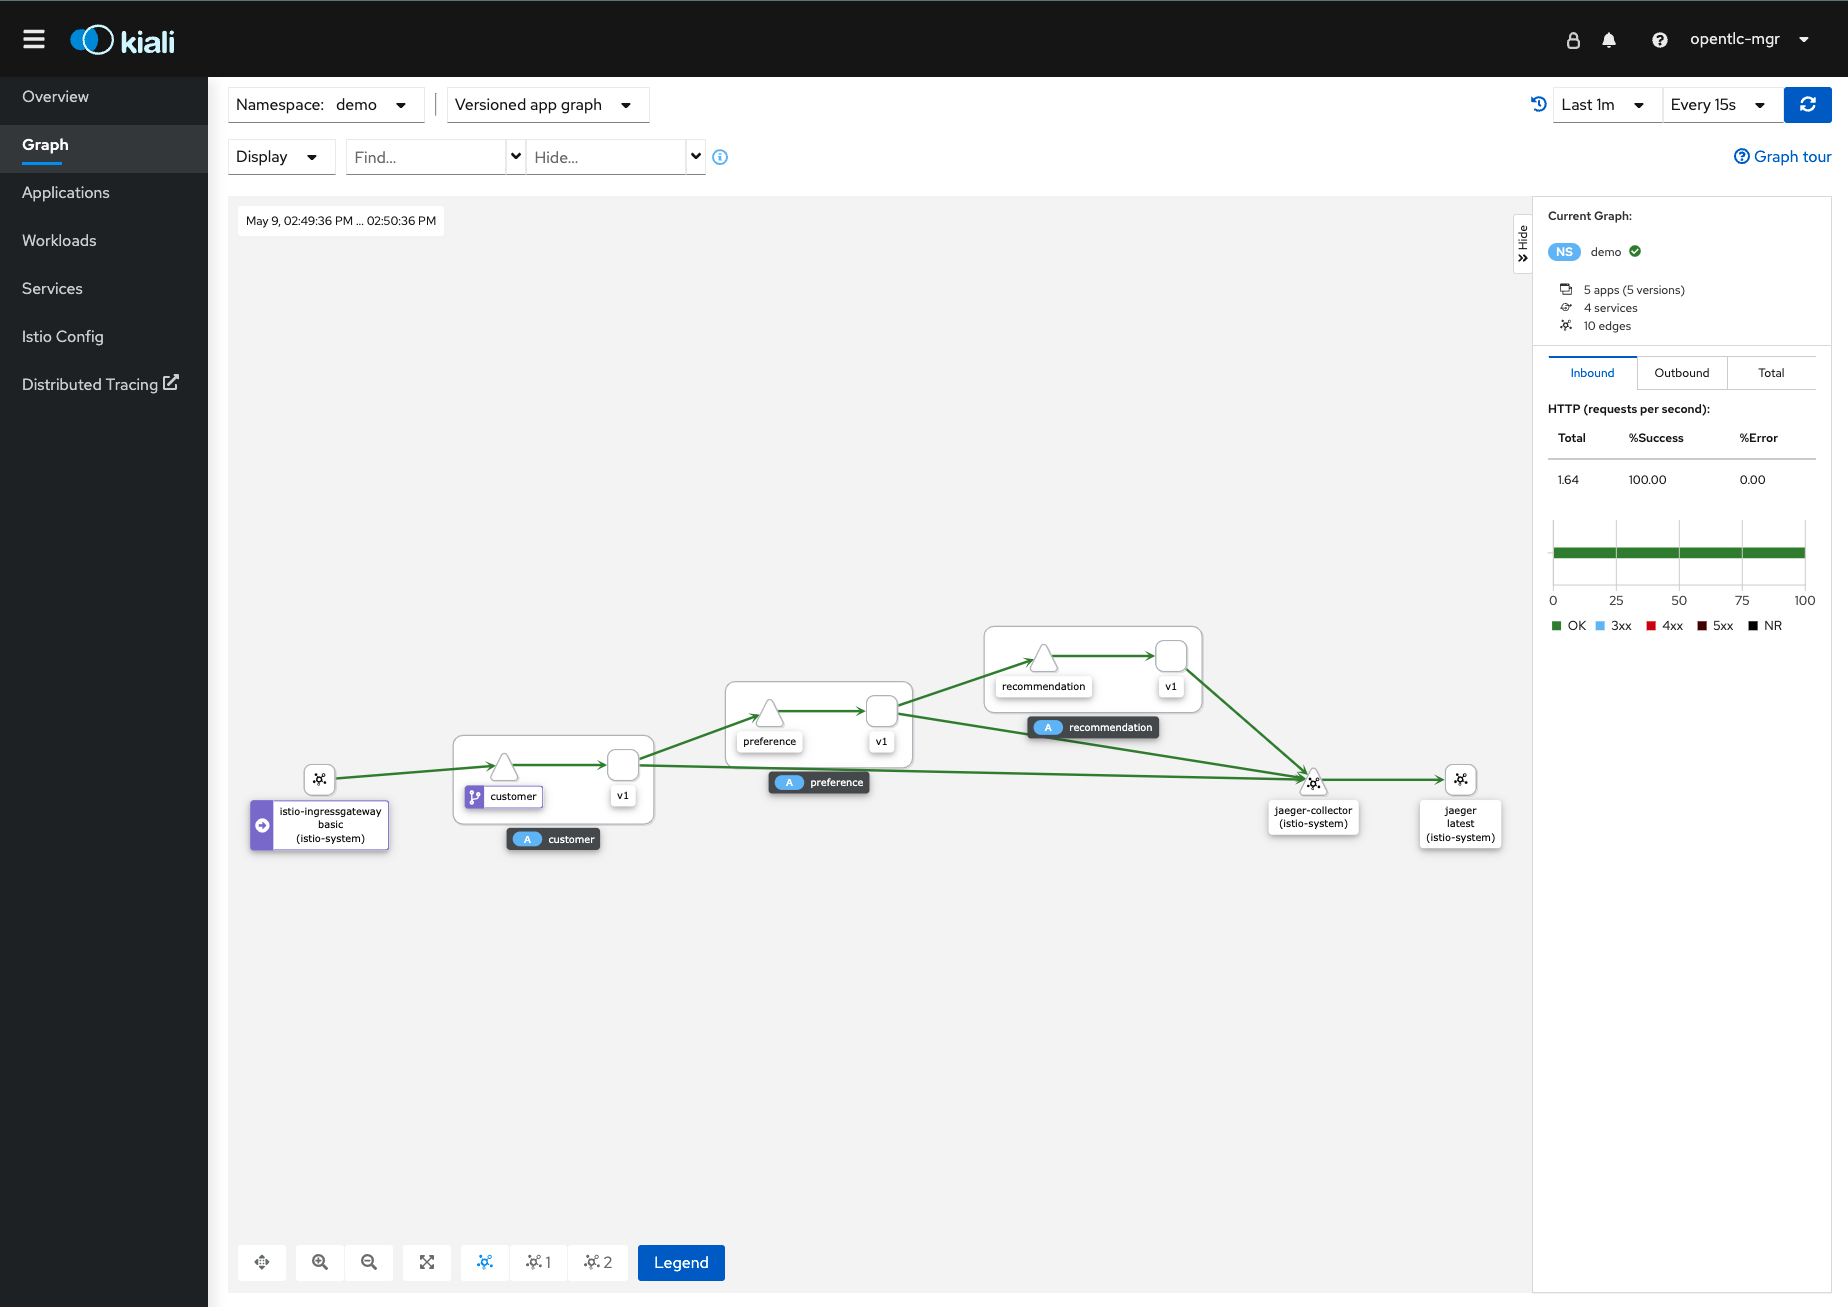 kiali
opentlc-mgr
Overview
Graph
Applications
Workloads
Services
Istio Config
Distributed Tracing
Namespace: demo
Versioned app graph
Last 1m
Every 15s
Display
Find...
Hide...
Graph tour
May 9, 02:49:36 PM ... 02:50:36 PM
Hide
Current Graph:
NS demo
5 apps (5 versions)
4 services
10 edges
Inbound
Outbound
Total
HTTP (requests per second):
Total %Success %Error
1.64 100.00 0.00
0 25 50 75 100
OK 3xx 4xx 5xx NR
recommendation
v1
A recommendation
preference
v1
A preference
customer
v1
A customer
istio-ingressgateway
basic
(istio-system)
jaeger-collector
(istio-system)
jaeger
latest
(istio-system)
1
2
Legend